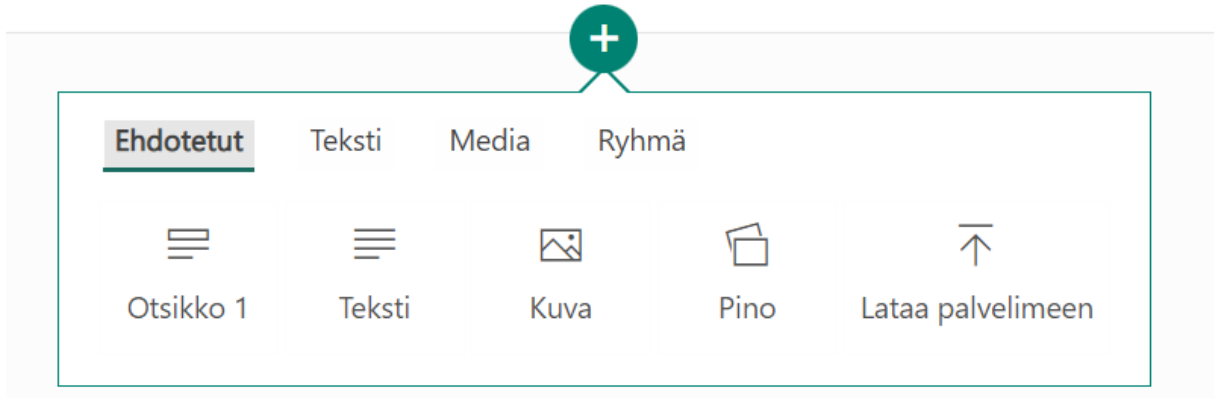 +
Ehdotetut Teksti Media Ryhmä
Otsikko 1 Teksti Kuva Pino Lataa palvelimeen